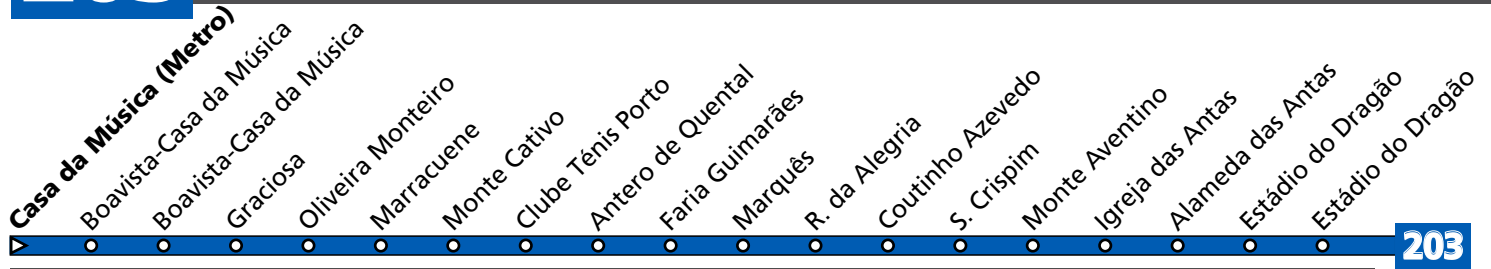 203
Casa da Música (Metro)
Boavista-Casa da Música
Boavista-Casa da Música
Graciosa
Oliveira Monteiro
Marracuene
Monte Cativo
Clube Ténis Porto
Antero de Quental
Faria Guimarães
Marquês
R. da Alegria
Coutinho Azevedo
S. Crispim
Monte Aventino
Igreja das Antas
Alameda das Antas
Estádio do Dragão
Estádio do Dragão
203